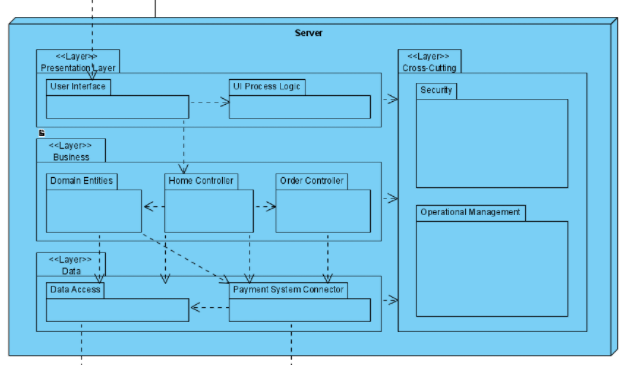 Server
<<Layer>>
Presentation Layer
User Interface
UI Process Logic
<<Layer>>
Cross-Cutting
Security
<<Layer>>
Business
Domain Entities
Home Controller
Order Controller
Operational Management
<<Layer>>
Data
Data Access
Payment System Connector